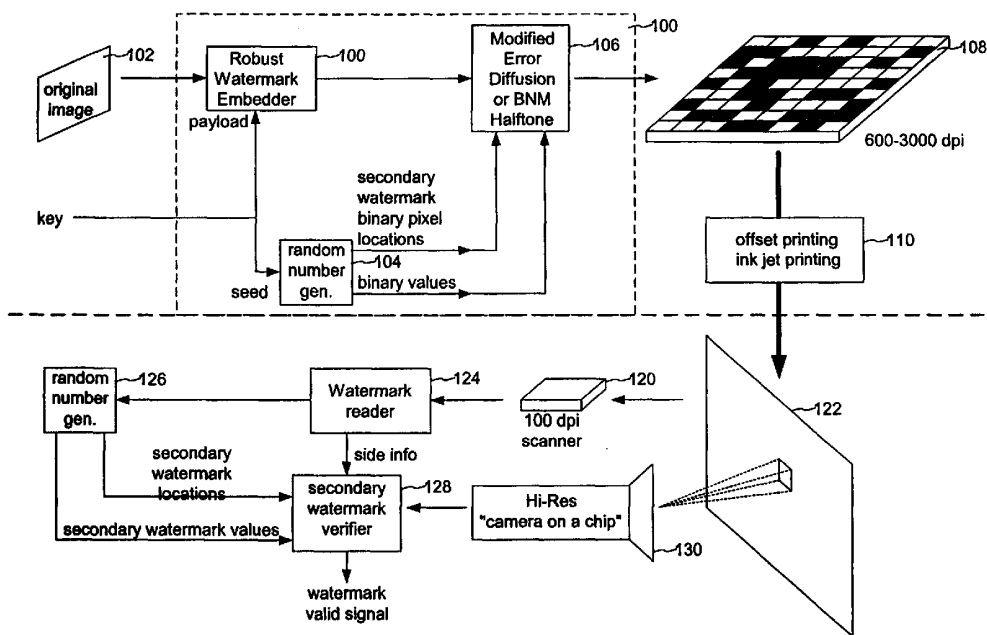 102
original
image
Robust
Watermark
Embedder
100
payload
Modified
Error
Diffusion
or BNM
Halftone
106
100
108
600-3000 dpi
key
secondary
watermark
binary pixel
locations
random
number
gen.
104
seed
binary values
offset printing
ink jet printing
110
random
number
gen.
126
Watermark
reader
124
120
100 dpi
scanner
122
side info
secondary
watermark
locations
secondary watermark values
secondary
watermark
verifier
128
Hi-Res
"camera on a chip"
130
watermark
valid signal